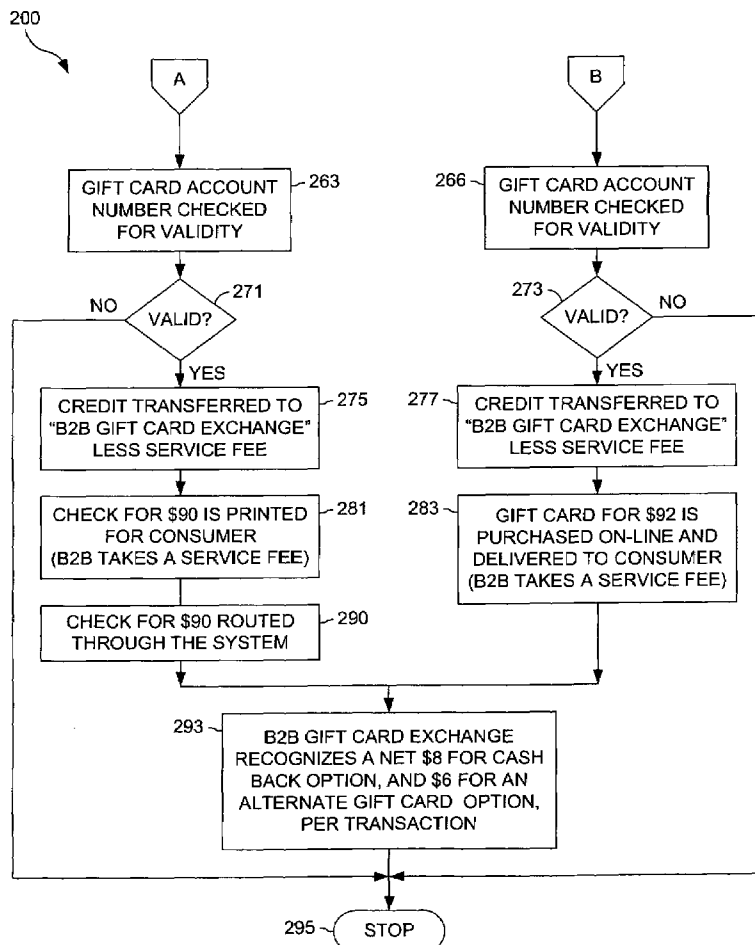 200
A
B
GIFT CARD ACCOUNT
NUMBER CHECKED
FOR VALIDITY
263
266
GIFT CARD ACCOUNT
NUMBER CHECKED
FOR VALIDITY
NO
271
VALID?
YES
273
NO
VALID?
YES
CREDIT TRANSFERRED TO
“B2B GIFT CARD EXCHANGE”
LESS SERVICE FEE
275
277
CREDIT TRANSFERRED TO
“B2B GIFT CARD EXCHANGE”
LESS SERVICE FEE
CHECK FOR $90 IS PRINTED
FOR CONSUMER
(B2B TAKES A SERVICE FEE)
281
283
GIFT CARD FOR $92 IS
PURCHASED ON-LINE AND
DELIVERED TO CONSUMER
(B2B TAKES A SERVICE FEE)
CHECK FOR $90 ROUTED
THROUGH THE SYSTEM
290
293
B2B GIFT CARD EXCHANGE
RECOGNIZES A NET $8 FOR CASH
BACK OPTION, AND $6 FOR AN
ALTERNATE GIFT CARD OPTION,
PER TRANSACTION
295
STOP